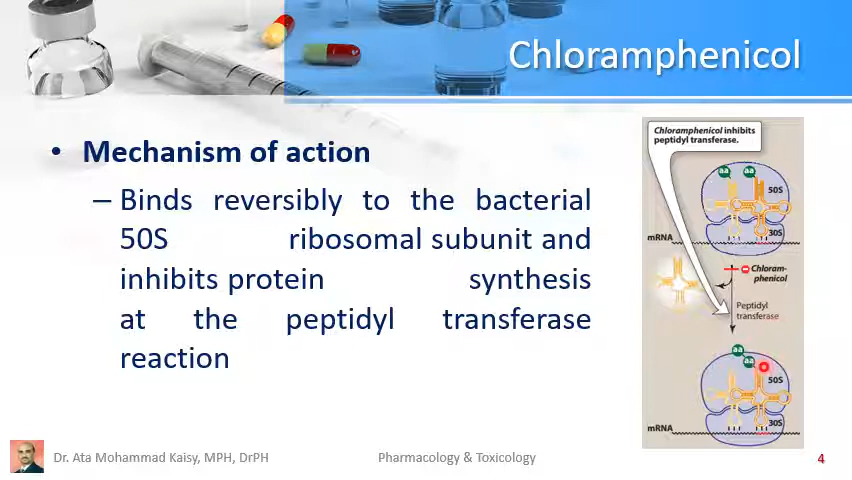 Chloramphenicol
• Mechanism of action
– Binds reversibly to the bacterial
50S ribosomal subunit and
inhibits protein synthesis
at the peptidyl transferase
reaction
Chloramphenicol inhibits
peptidyl transferase.
aa aa
50S
30S
mRNA
Chloram-
phenicol
Peptidyl
transferase
aa
aa
50S
30S
mRNA
Dr. Ata Mohammad Kaisy, MPH, DrPH
Pharmacology & Toxicology
4